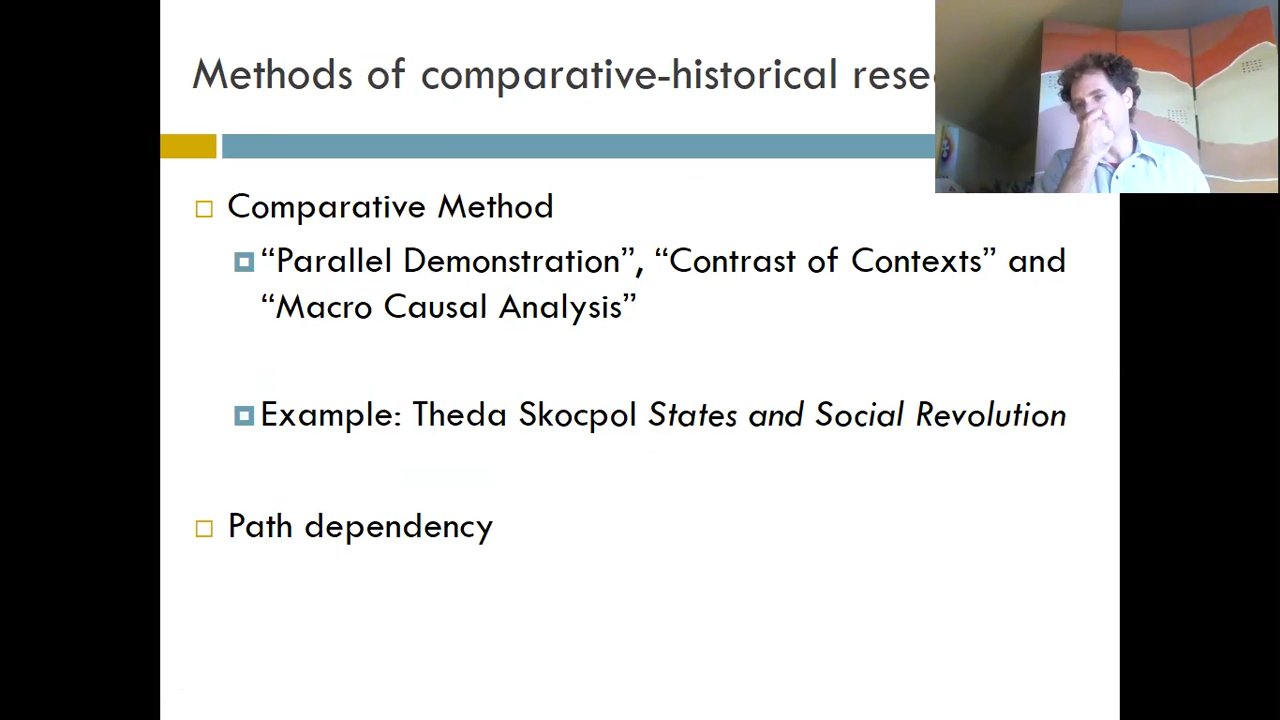 Methods of comparative-historical
Comparative Method
“Parallel Demonstration”, “Contrast of Contexts” and
“Macro Causal Analysis”
Example: Theda Skocpol States and Social Revolution
Path dependency